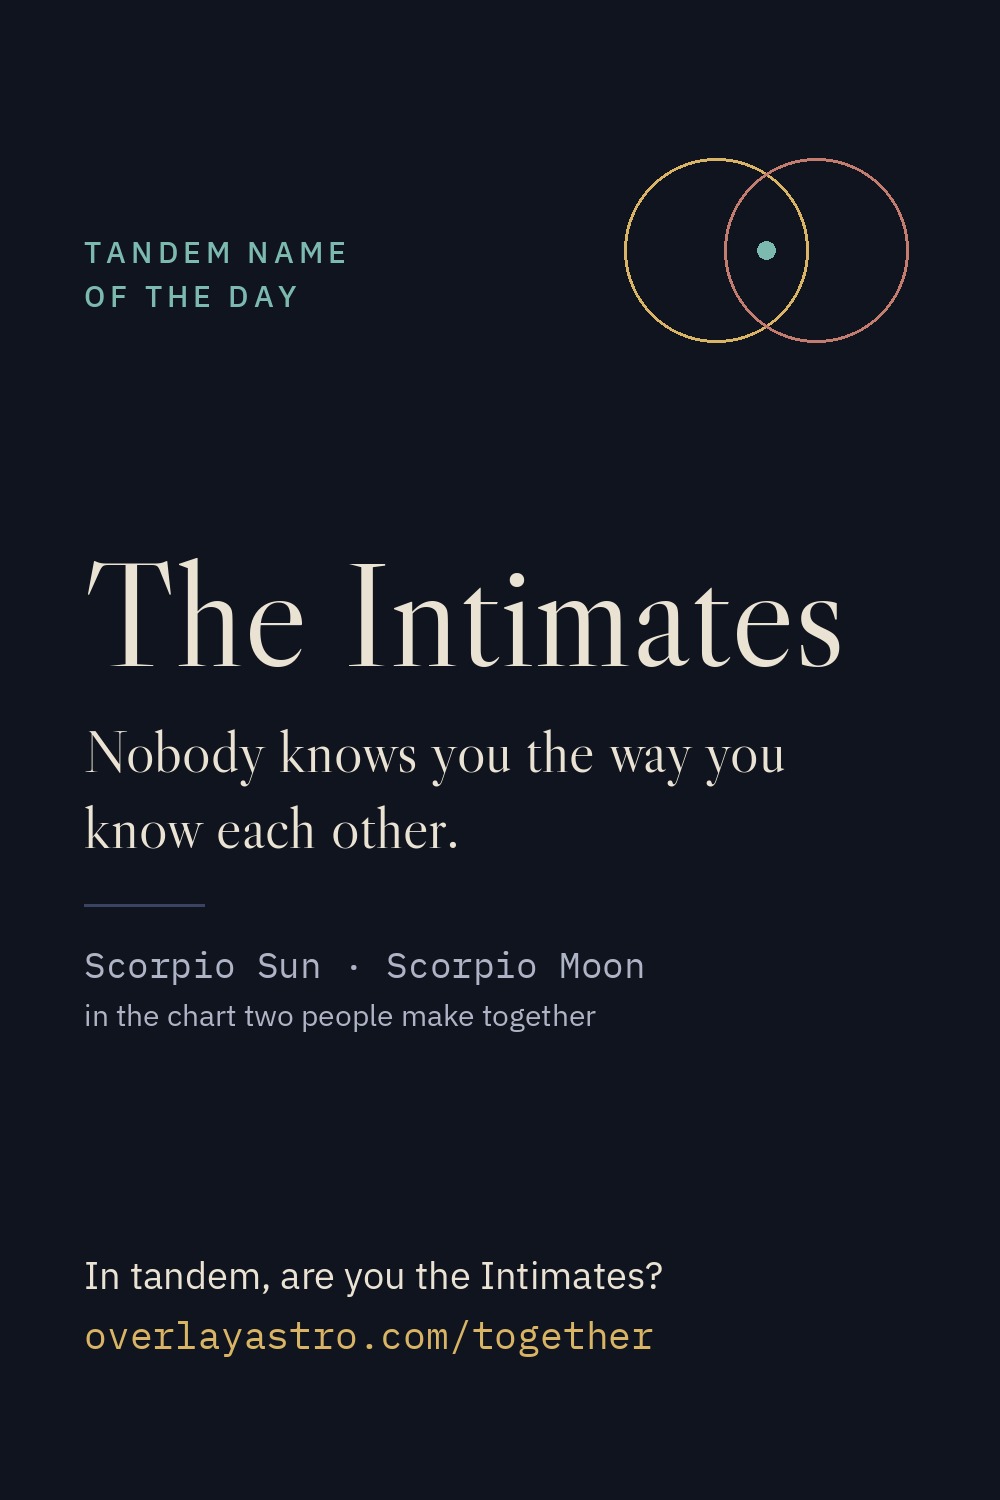 TANDEM NAME
OF THE DAY
The Intimates
Nobody knows you the way you
know each other.
Scorpio Sun · Scorpio Moon
in the chart two people make together
In tandem, are you the Intimates?
overlayastro.com/together